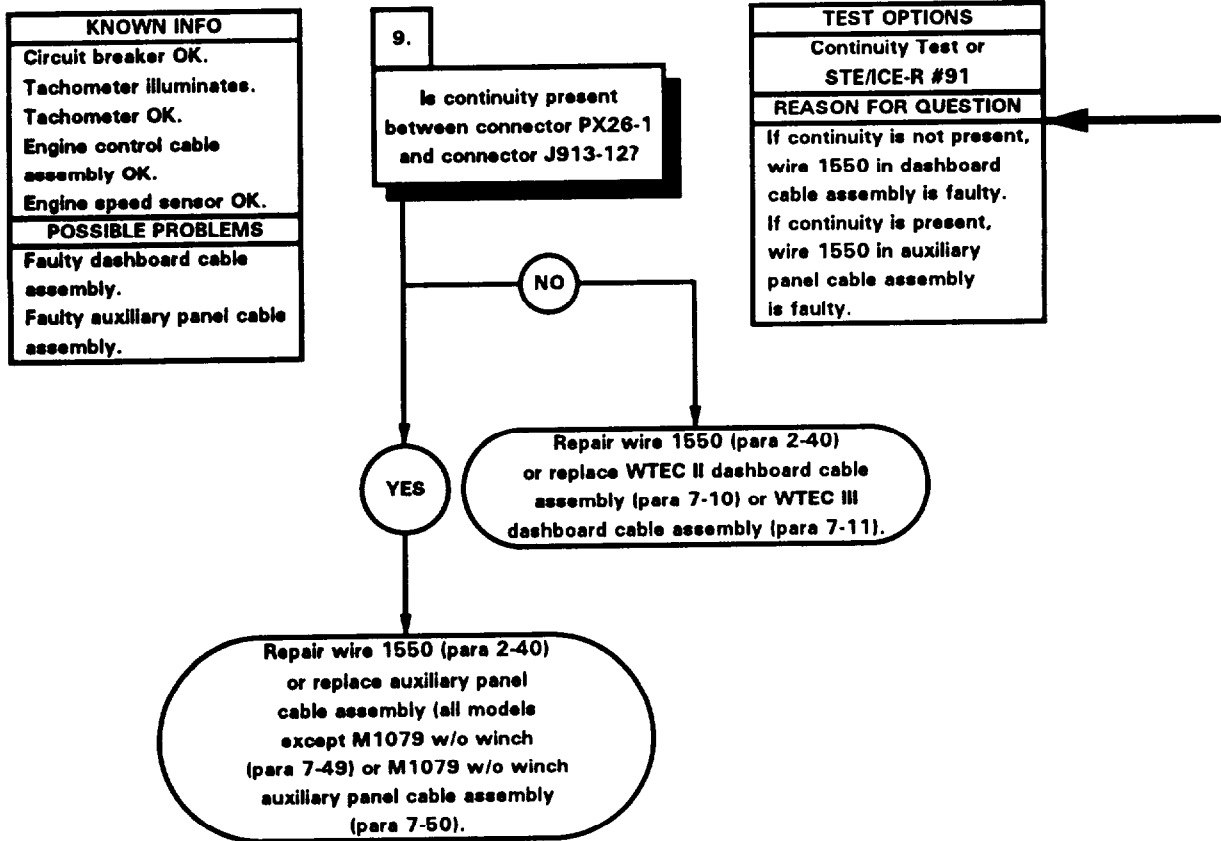 KNOWN INFO
Circuit breaker OK.
Tachometer illuminates.
Tachometer OK.
Engine control cable
assembly OK.
Engine speed sensor OK.
POSSIBLE PROBLEMS
Faulty dashboard cable
assembly.
Faulty auxiliary panel cable
assembly.
9.
Is continuity present
between connector PX26-1
and connector J913-12?
TEST OPTIONS
Continuity Test or
STE/ICE-R #91
REASON FOR QUESTION
If continuity is not present,
wire 1550 in dashboard
cable assembly is faulty.
If continuity is present,
wire 1550 in auxiliary
panel cable assembly
is faulty.
NO
YES
Repair wire 1550 (para 2-40)
or replace WTEC II dashboard cable
assembly (para 7-10) or WTEC III
dashboard cable assembly (para 7-11).
Repair wire 1550 (para 2-40)
or replace auxiliary panel
cable assembly (all models
except M1079 w/o winch
(para 7-49) or M1079 w/o winch
auxiliary panel cable assembly
(para 7-50).